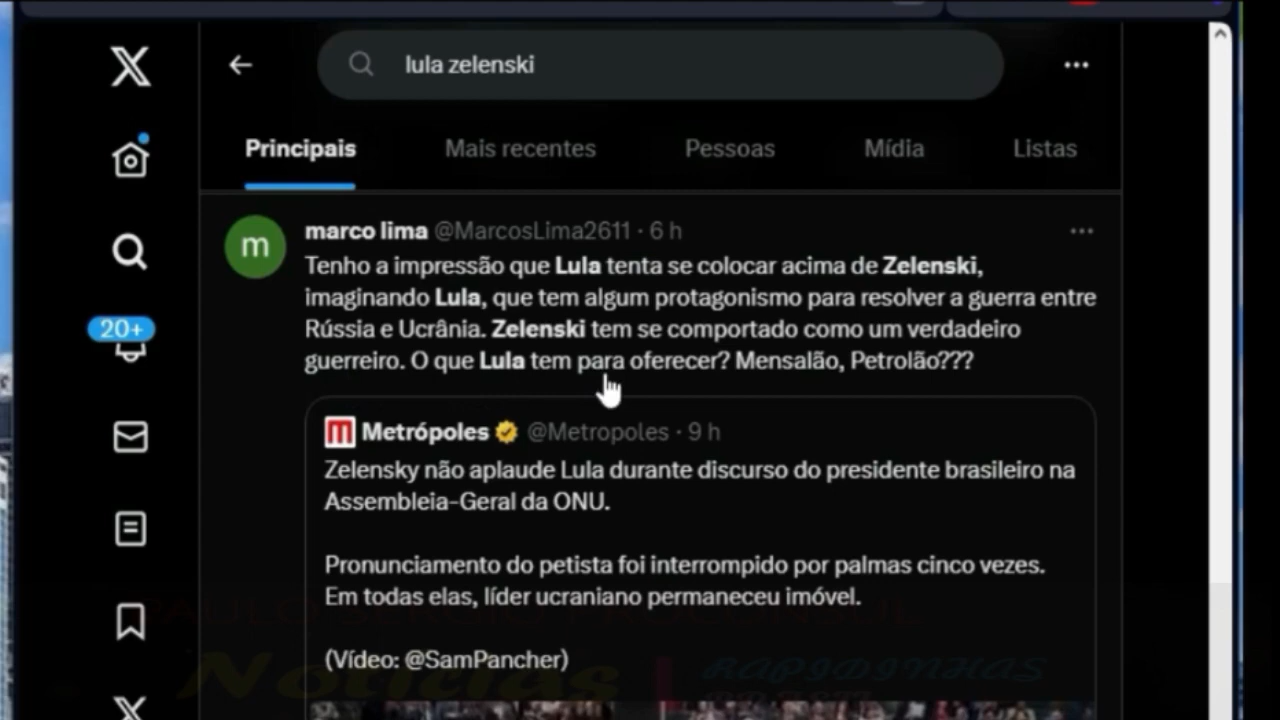 lula zelenski
Principais Mais recentes Pessoas Mídia Listas
marco lima @MarcosLima2611 · 6 h
Tenho a impressão que Lula tenta se colocar acima de Zelenski,
imaginando Lula, que tem algum protagonismo para resolver a guerra entre
Rússia e Ucrânia. Zelenski tem se comportado como um verdadeiro
guerreiro. O que Lula tem para oferecer? Mensalão, Petrolão???
m
20+
Metrópoles @Metropoles · 9 h
Zelensky não aplaude Lula durante discurso do presidente brasileiro na
Assembleia-Geral da ONU.
Pronunciamento do petista foi interrompido por palmas cinco vezes.
Em todas elas, líder ucraniano permaneceu imóvel.
(Vídeo: @SamPancher)
Notícias
RAPIDINHAS